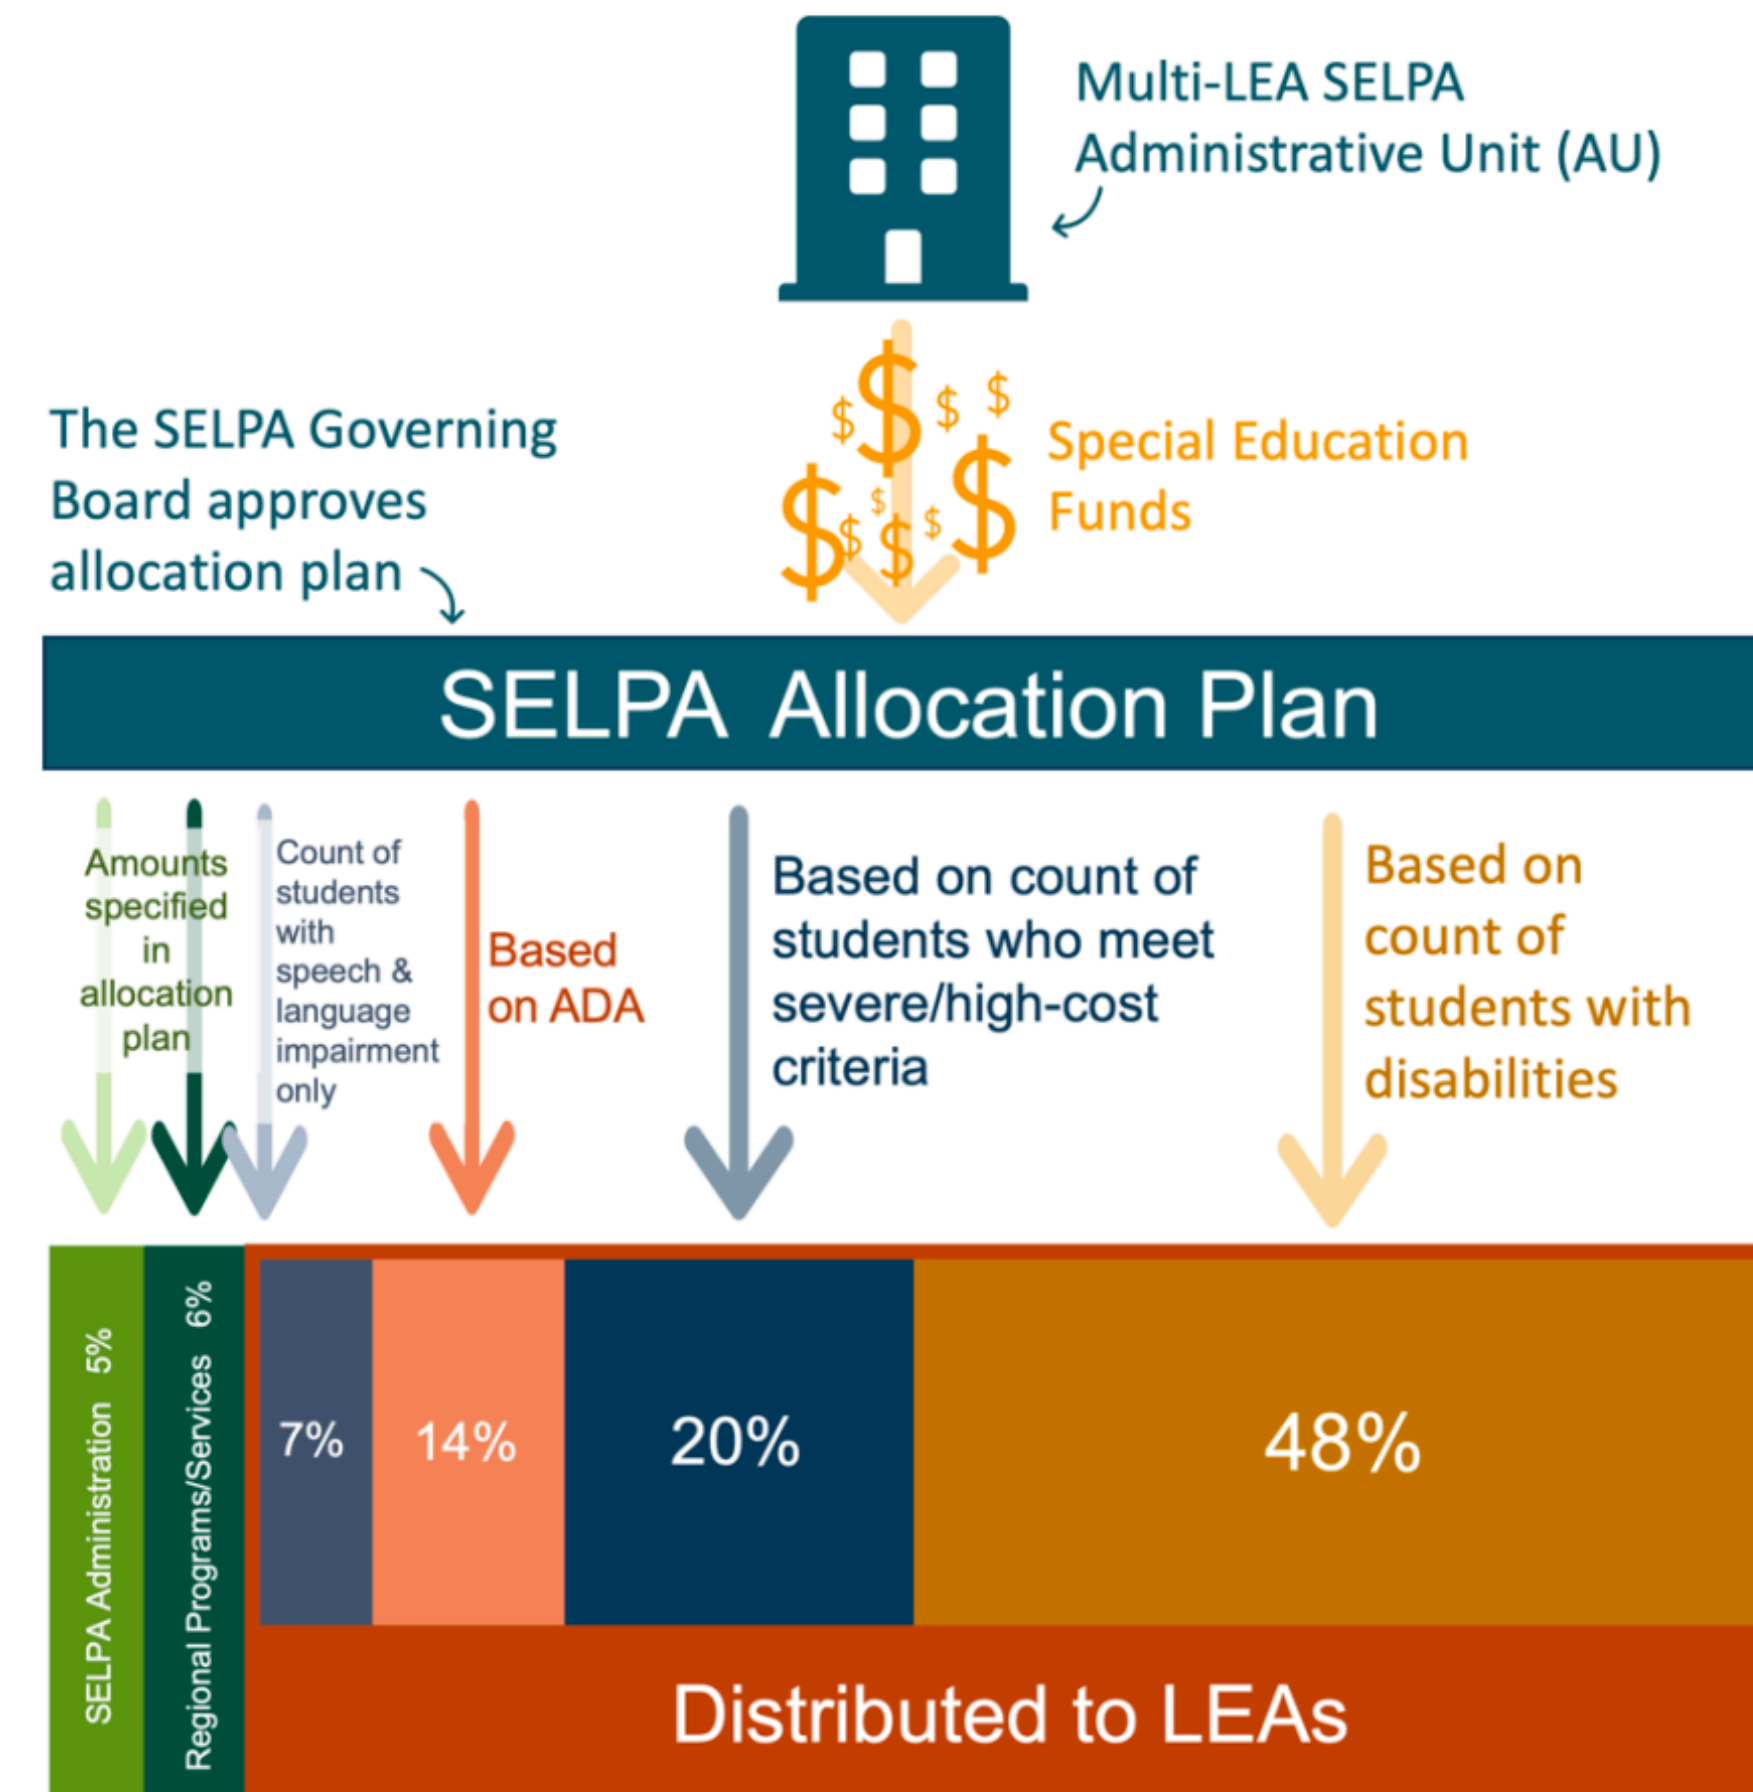 Multi-LEA SELPA
Administrative Unit (AU)
$ $ $ $
$ $ $ $ $ $
Special Education
Funds
The SELPA Governing
Board approves
allocation plan
SELPA Allocation Plan
Amounts
specified
in
allocation
plan
Count of
students
with
speech &
language
impairment
only
Based
on ADA
Based on count of
students who meet
severe/high-cost
criteria
Based on
count of
students with
disabilities
SELPA Administration 5%
Regional Programs/Services 6%
7%
14%
20%
48%
Distributed to LEAs